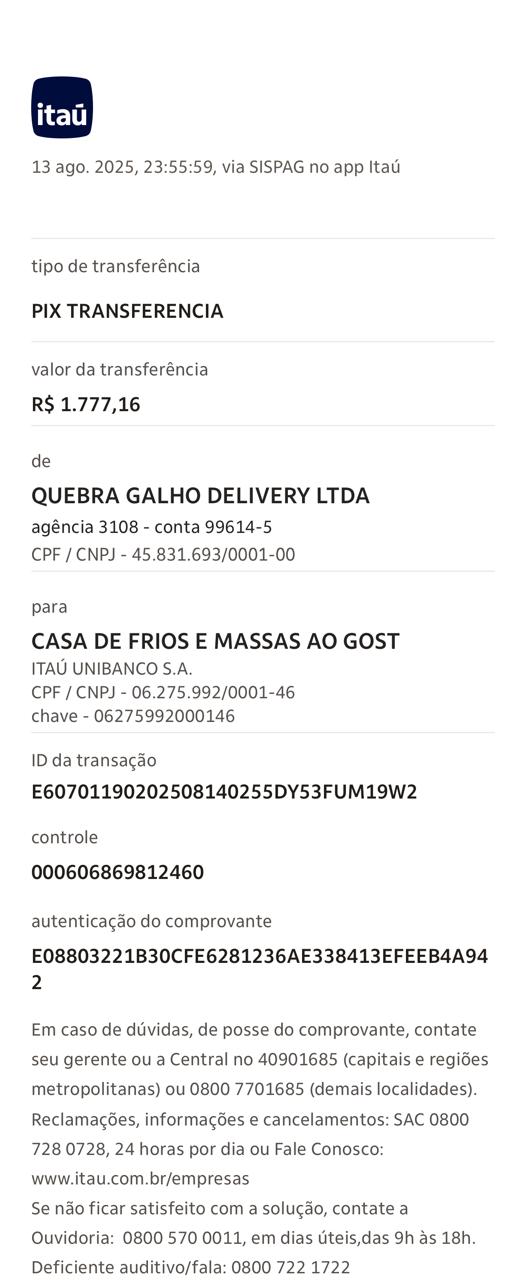 itaú
13 ago. 2025, 23:55:59, via SISPAG no app Itaú
tipo de transferência
PIX TRANSFERENCIA
valor da transferência
R$ 1.777,16
de
QUEBRA GALHO DELIVERY LTDA
agência 3108 - conta 99614-5
CPF / CNPJ - 45.831.693/0001-00
para
CASA DE FRIOS E MASSAS AO GOST
ITAÚ UNIBANCO S.A.
CPF / CNPJ - 06.275.992/0001-46
chave - 06275992000146
ID da transação
E60701190202508140255DY53FUM19W2
controle
000606869812460
autenticação do comprovante
E08803221B30CFE6281236AE338413EFEEB4A94
2
Em caso de dúvidas, de posse do comprovante, contate
seu gerente ou a Central no 40901685 (capitais e regiões
metropolitanas) ou 0800 7701685 (demais localidades).
Reclamações, informações e cancelamentos: SAC 0800
728 0728, 24 horas por dia ou Fale Conosco:
www.itau.com.br/empresas
Se não ficar satisfeito com a solução, contate a
Ouvidoria:  0800 570 0011, em dias úteis,das 9h às 18h.
Deficiente auditivo/fala: 0800 722 1722